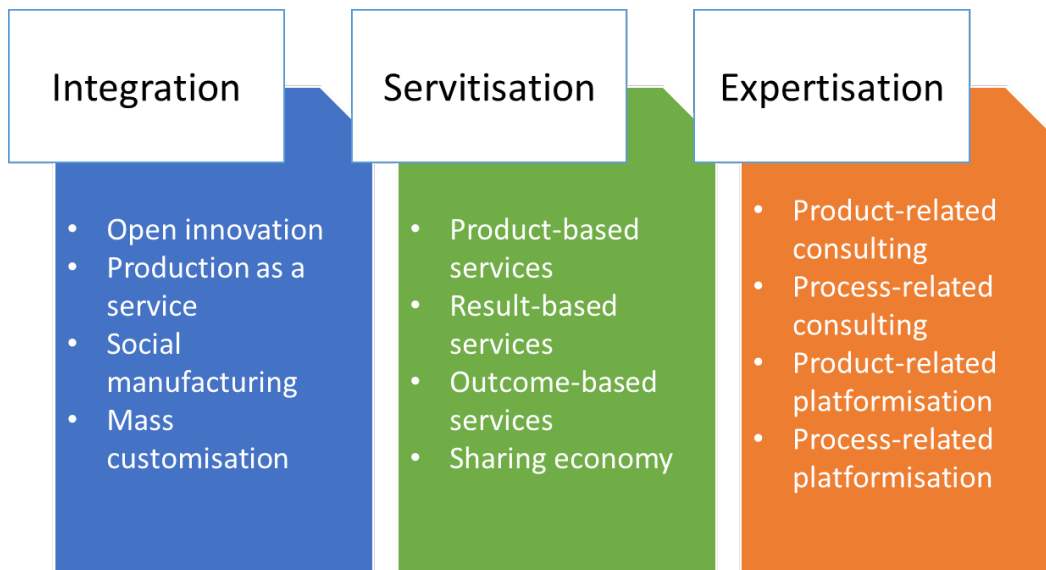 Integration
• Open innovation
• Production as a
service
• Social
manufacturing
• Mass
customisation
Servitisation
• Product-based
services
• Result-based
services
• Outcome-based
services
• Sharing economy
Expertisation
• Product-related
consulting
• Process-related
consulting
• Product-related
platformisation
• Process-related
platformisation